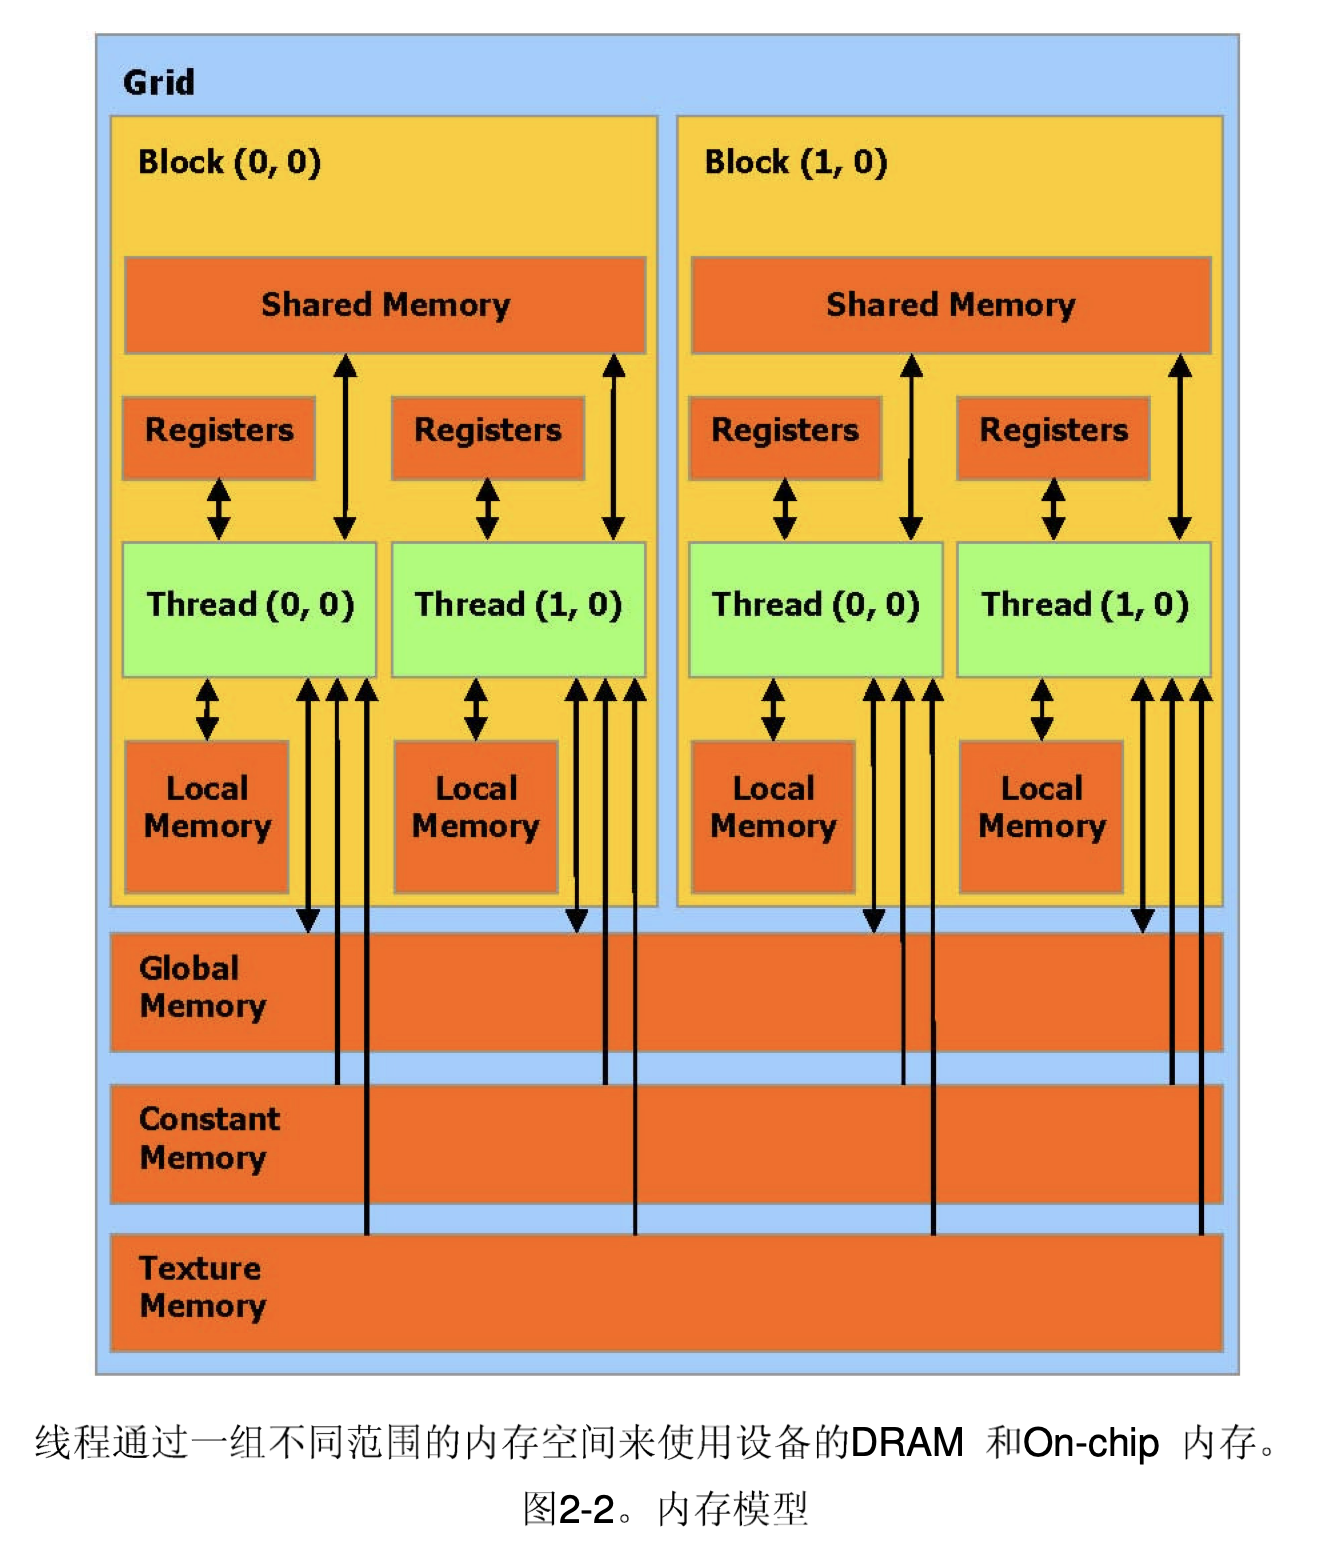 Grid
Block (0, 0)
Block (1, 0)
Shared Memory
Shared Memory
Registers
Registers
Registers
Registers
Thread (0, 0)
Thread (1, 0)
Thread (0, 0)
Thread (1, 0)
Local
Memory
Local
Memory
Local
Memory
Local
Memory
Global
Memory
Constant
Memory
Texture
Memory
线程通过一组不同范围的内存空间来使用设备的DRAM 和On-chip 内存。
图2-2。内存模型